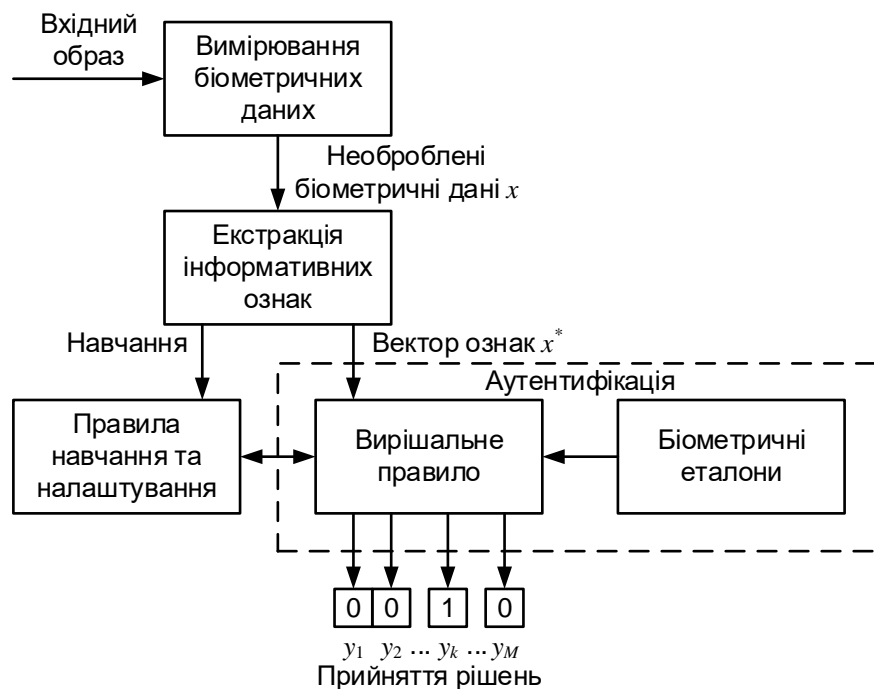 Вхідний
образ
Вимірювання
біометричних
даних
Необроблені
біометричні дані x
Екстракція
інформативних
ознак
Навчання
Вектор ознак x*
Аутентифікація
Правила
навчання та
налаштування
Вирішальне
правило
Біометричні
еталони
0 0 1 0
y1 y2 ... yk ... yM
Прийняття рішень